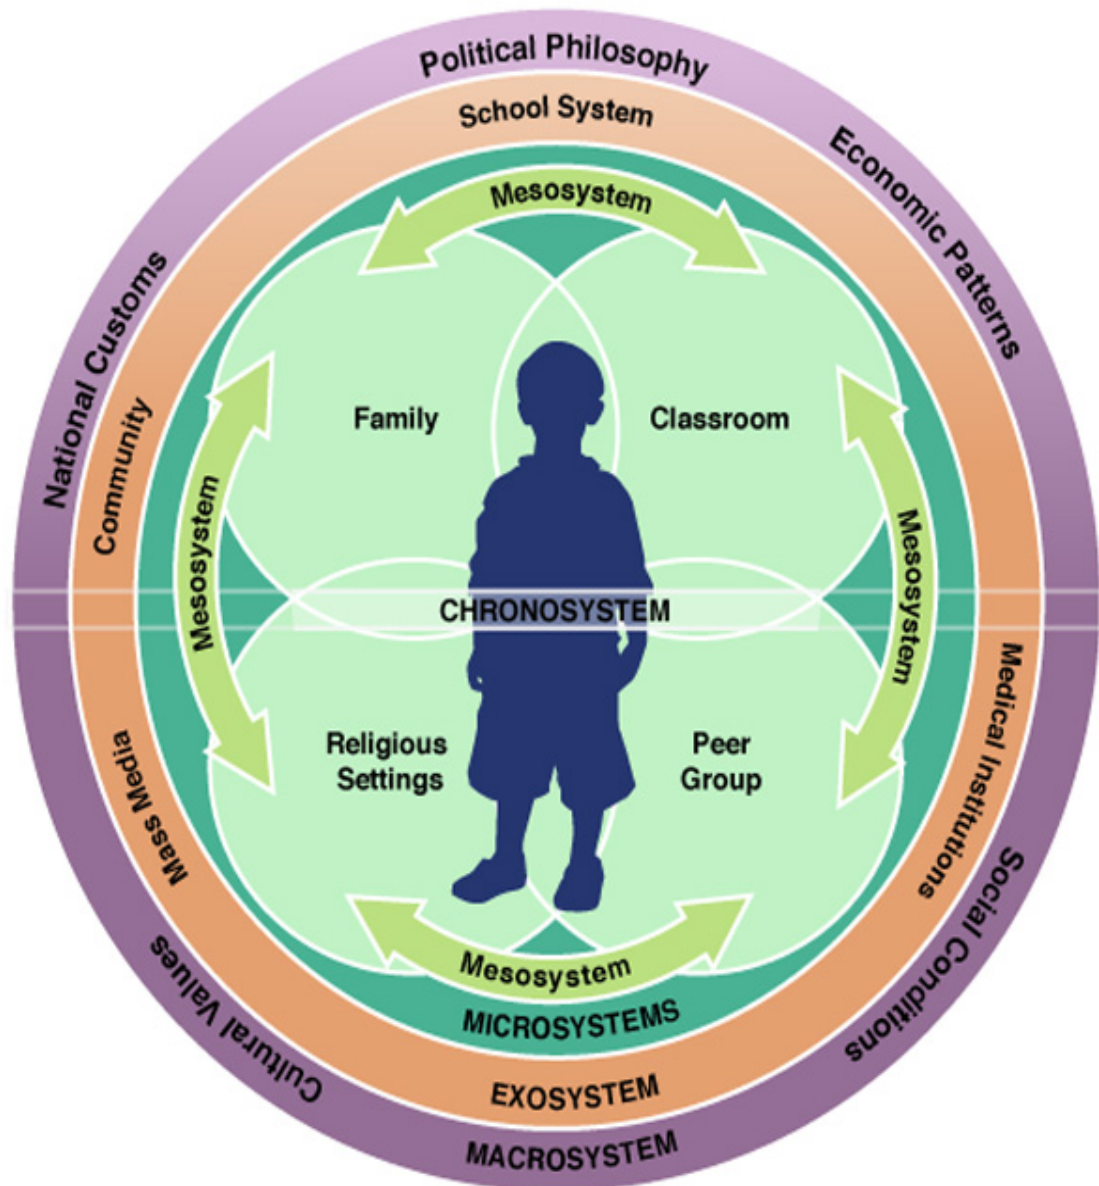 Political Philosophy
School System
Economic Patterns
Mesosystem
National Customs
Community
Family
Classroom
Mesosystem
Mesosystem
CHRONOSYSTEM
Religious
Settings
Peer
Group
Medical Institutions
Mass Media
Social Conditions
Cultural Values
Mesosystem
MICROSYSTEMS
EXOSYSTEM
MACROSYSTEM